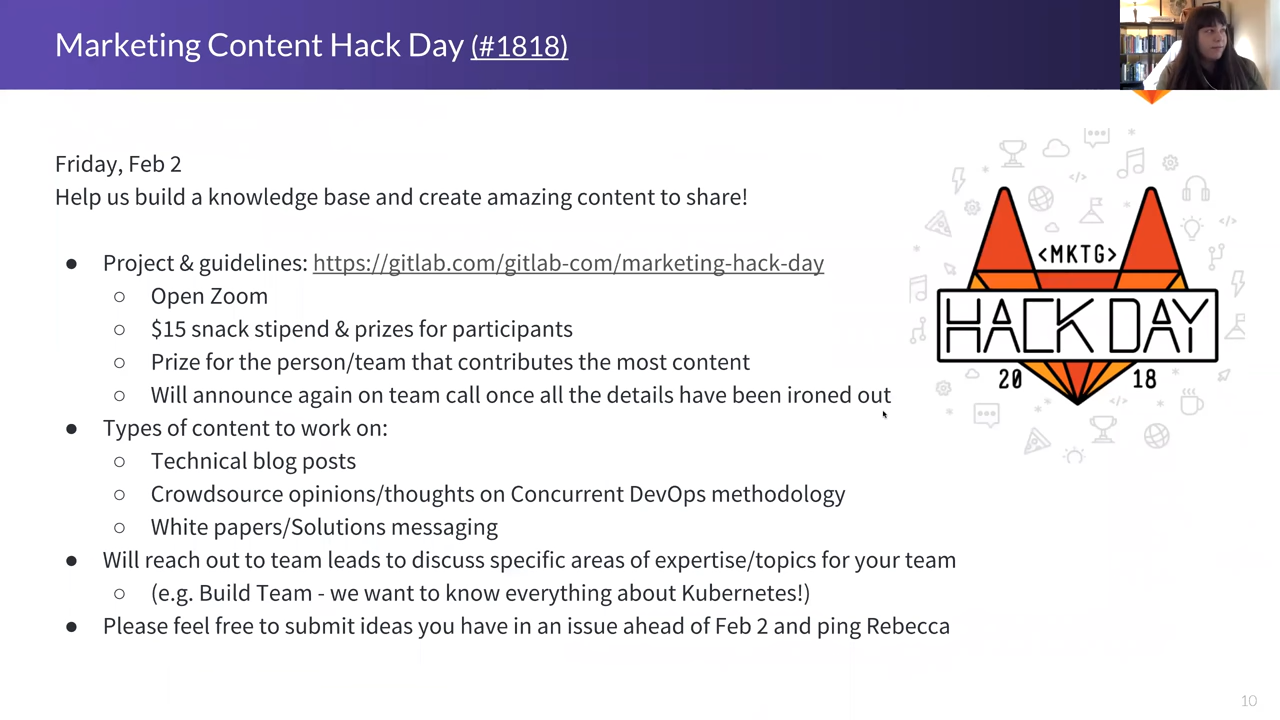 Marketing Content Hack Day (#1818)
Friday, Feb 2
Help us build a knowledge base and create amazing content to share!
● Project & guidelines: https://gitlab.com/gitlab-com/marketing-hack-day
○ Open Zoom
○ $15 snack stipend & prizes for participants
○ Prize for the person/team that contributes the most content
○ Will announce again on team call once all the details have been ironed out
● Types of content to work on:
○ Technical blog posts
○ Crowdsource opinions/thoughts on Concurrent DevOps methodology
○ White papers/Solutions messaging
● Will reach out to team leads to discuss specific areas of expertise/topics for your team
○ (e.g. Build Team - we want to know everything about Kubernetes!)
● Please feel free to submit ideas you have in an issue ahead of Feb 2 and ping Rebecca
<MKTG>
HACK DAY
20 18
10